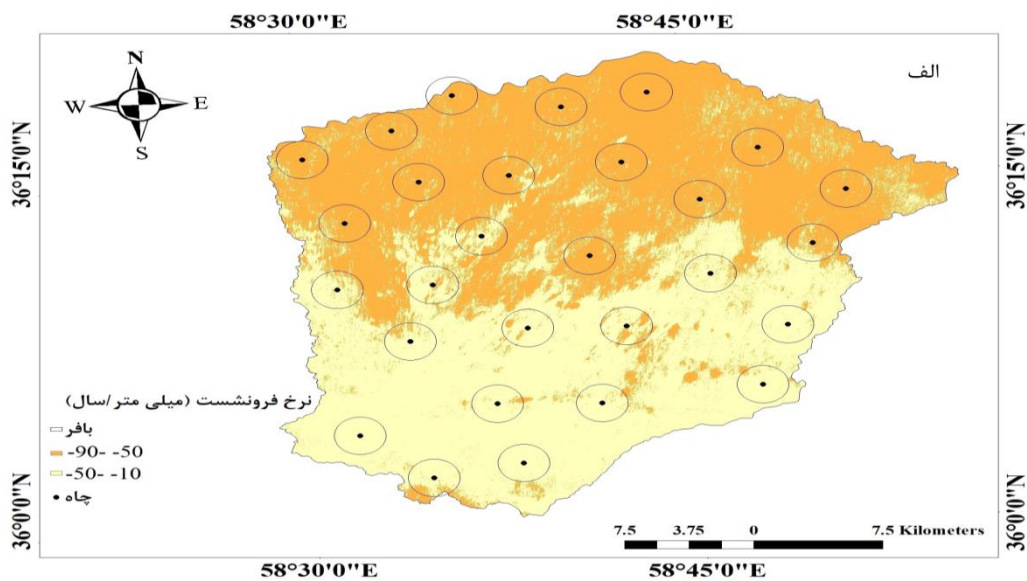 58°30'0"E 58°45'0"E
الف
N
W E
S
36°15'0"N 36°15'0"N
نرخ فرونشست (میلی متر/سال)
بافر
-90- -50
-50- -10
چاه
36°0'0"N 36°0'0"N
7.5 3.75 0 7.5 Kilometers
58°30'0"E 58°45'0"E